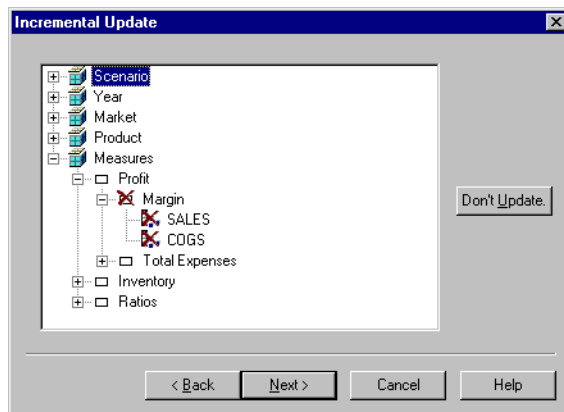 Incremental Update
Scenario
Year
Market
Product
Measures
Profit
Margin
SALES
COGS
Total Expenses
Inventory
Ratios
Don't Update.
< Back
Next >
Cancel
Help